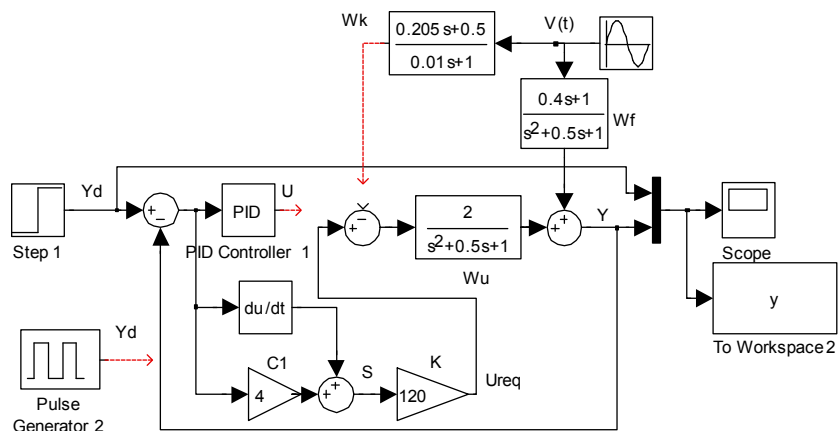 Wk
0.205s+0.5
0.01s+1
V(t)
0.4s+1
s²+0.5s+1
Wf
Yd
Step 1
+
−
PID
PID Controller 1
U
−
+
2
s²+0.5s+1
Wu
+
+
Y
Scope
y
To Workspace2
du/dt
Yd
Pulse
Generator 2
C1
4
+
+
S
K
120
Ureq